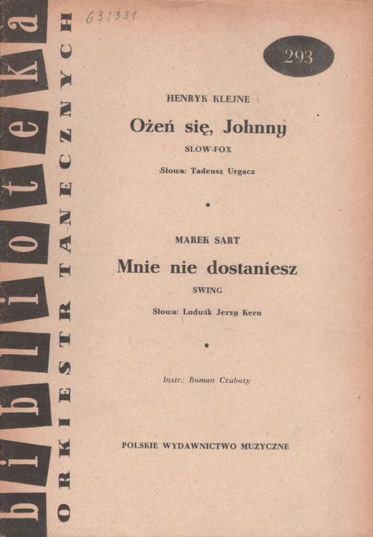 63:331
293
biblioteka
ORKIESTR TANECZNYCH
HENRYK KLEJNE
Ożeń się, Johnny
SLOW-FOX
Słowa: Tadeusz Urgacz
MAREK SART
Mnie nie dostaniesz
SWING
Słowa: Ludwik Jerzy Kern
Instr.: Roman Czubaty
POLSKIE WYDAWNICTWO MUZYCZNE